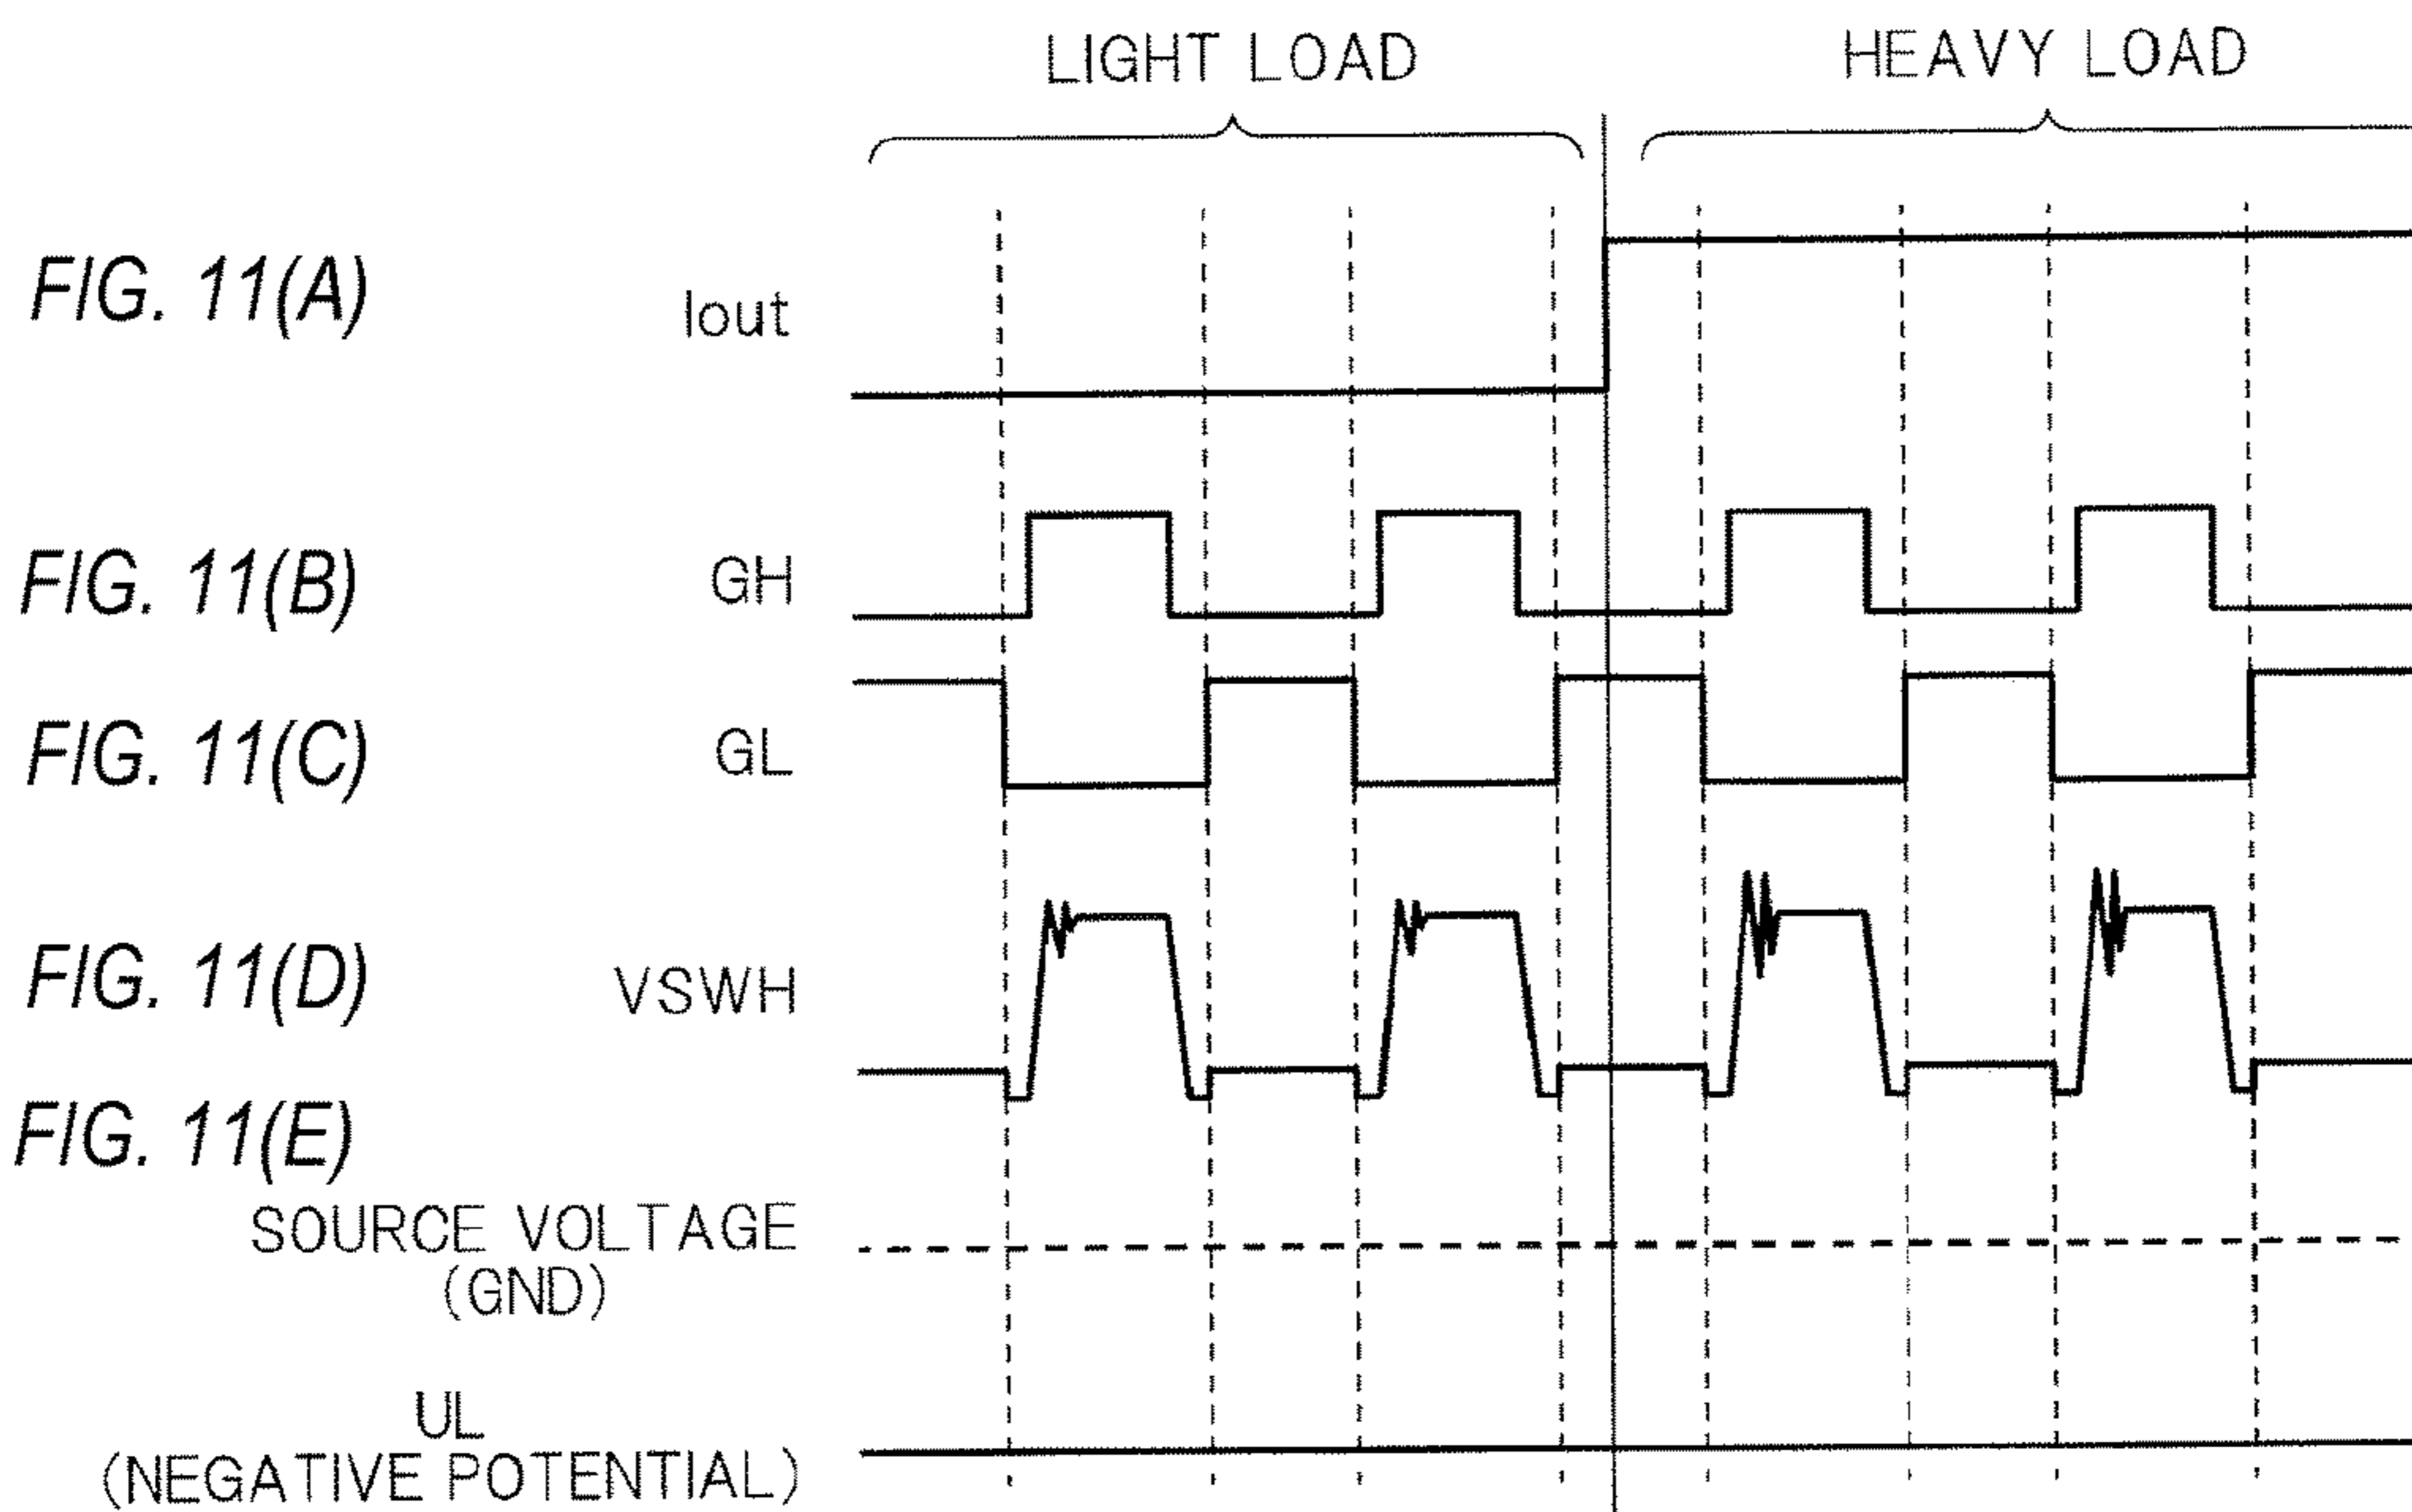 LIGHT LOAD
HEAVY LOAD
FIG. 11(A)
Iout
FIG. 11(B)
GH
FIG. 11(C)
GL
FIG. 11(D)
VSWH
FIG. 11(E)
SOURCE VOLTAGE
(GND)
UL
(NEGATIVE POTENTIAL)